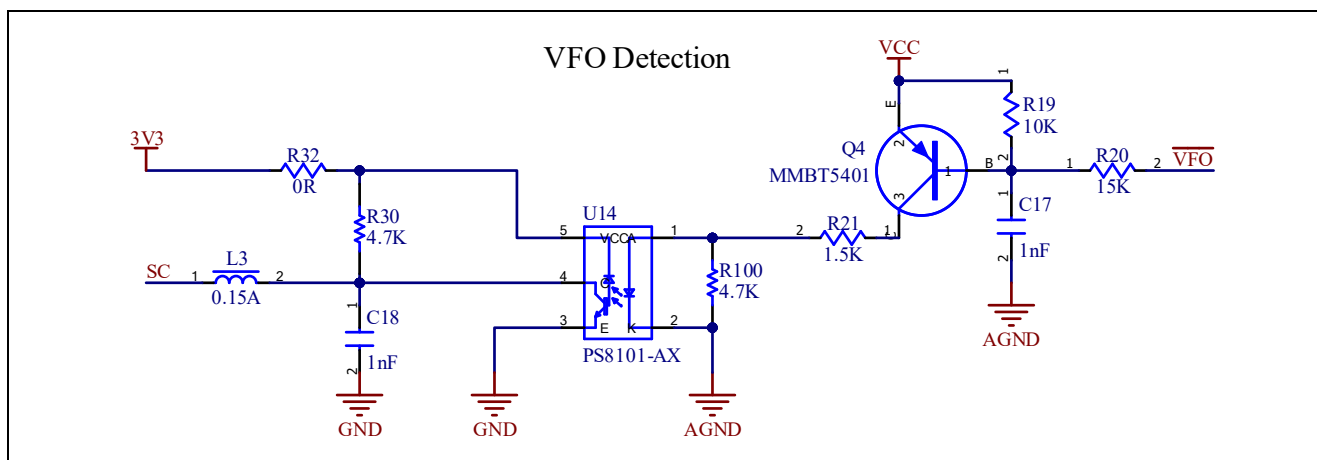 VFO Detection
VCC
3V3
R32
0R
R30
4.7K
SC
1
L3
2
0.15A
1
C18
1nF
2
GND
GND
U14
5
VCC
A
1
4
O
3
E
K
2
PS8101-AX
R100
4.7K
AGND
2
R21
1
1.5K
C
E
2
Q4
MMBT5401
3
1
B
1
R19
10K
2
1
R20
2
15K
VFO
1
C17
1nF
2
AGND